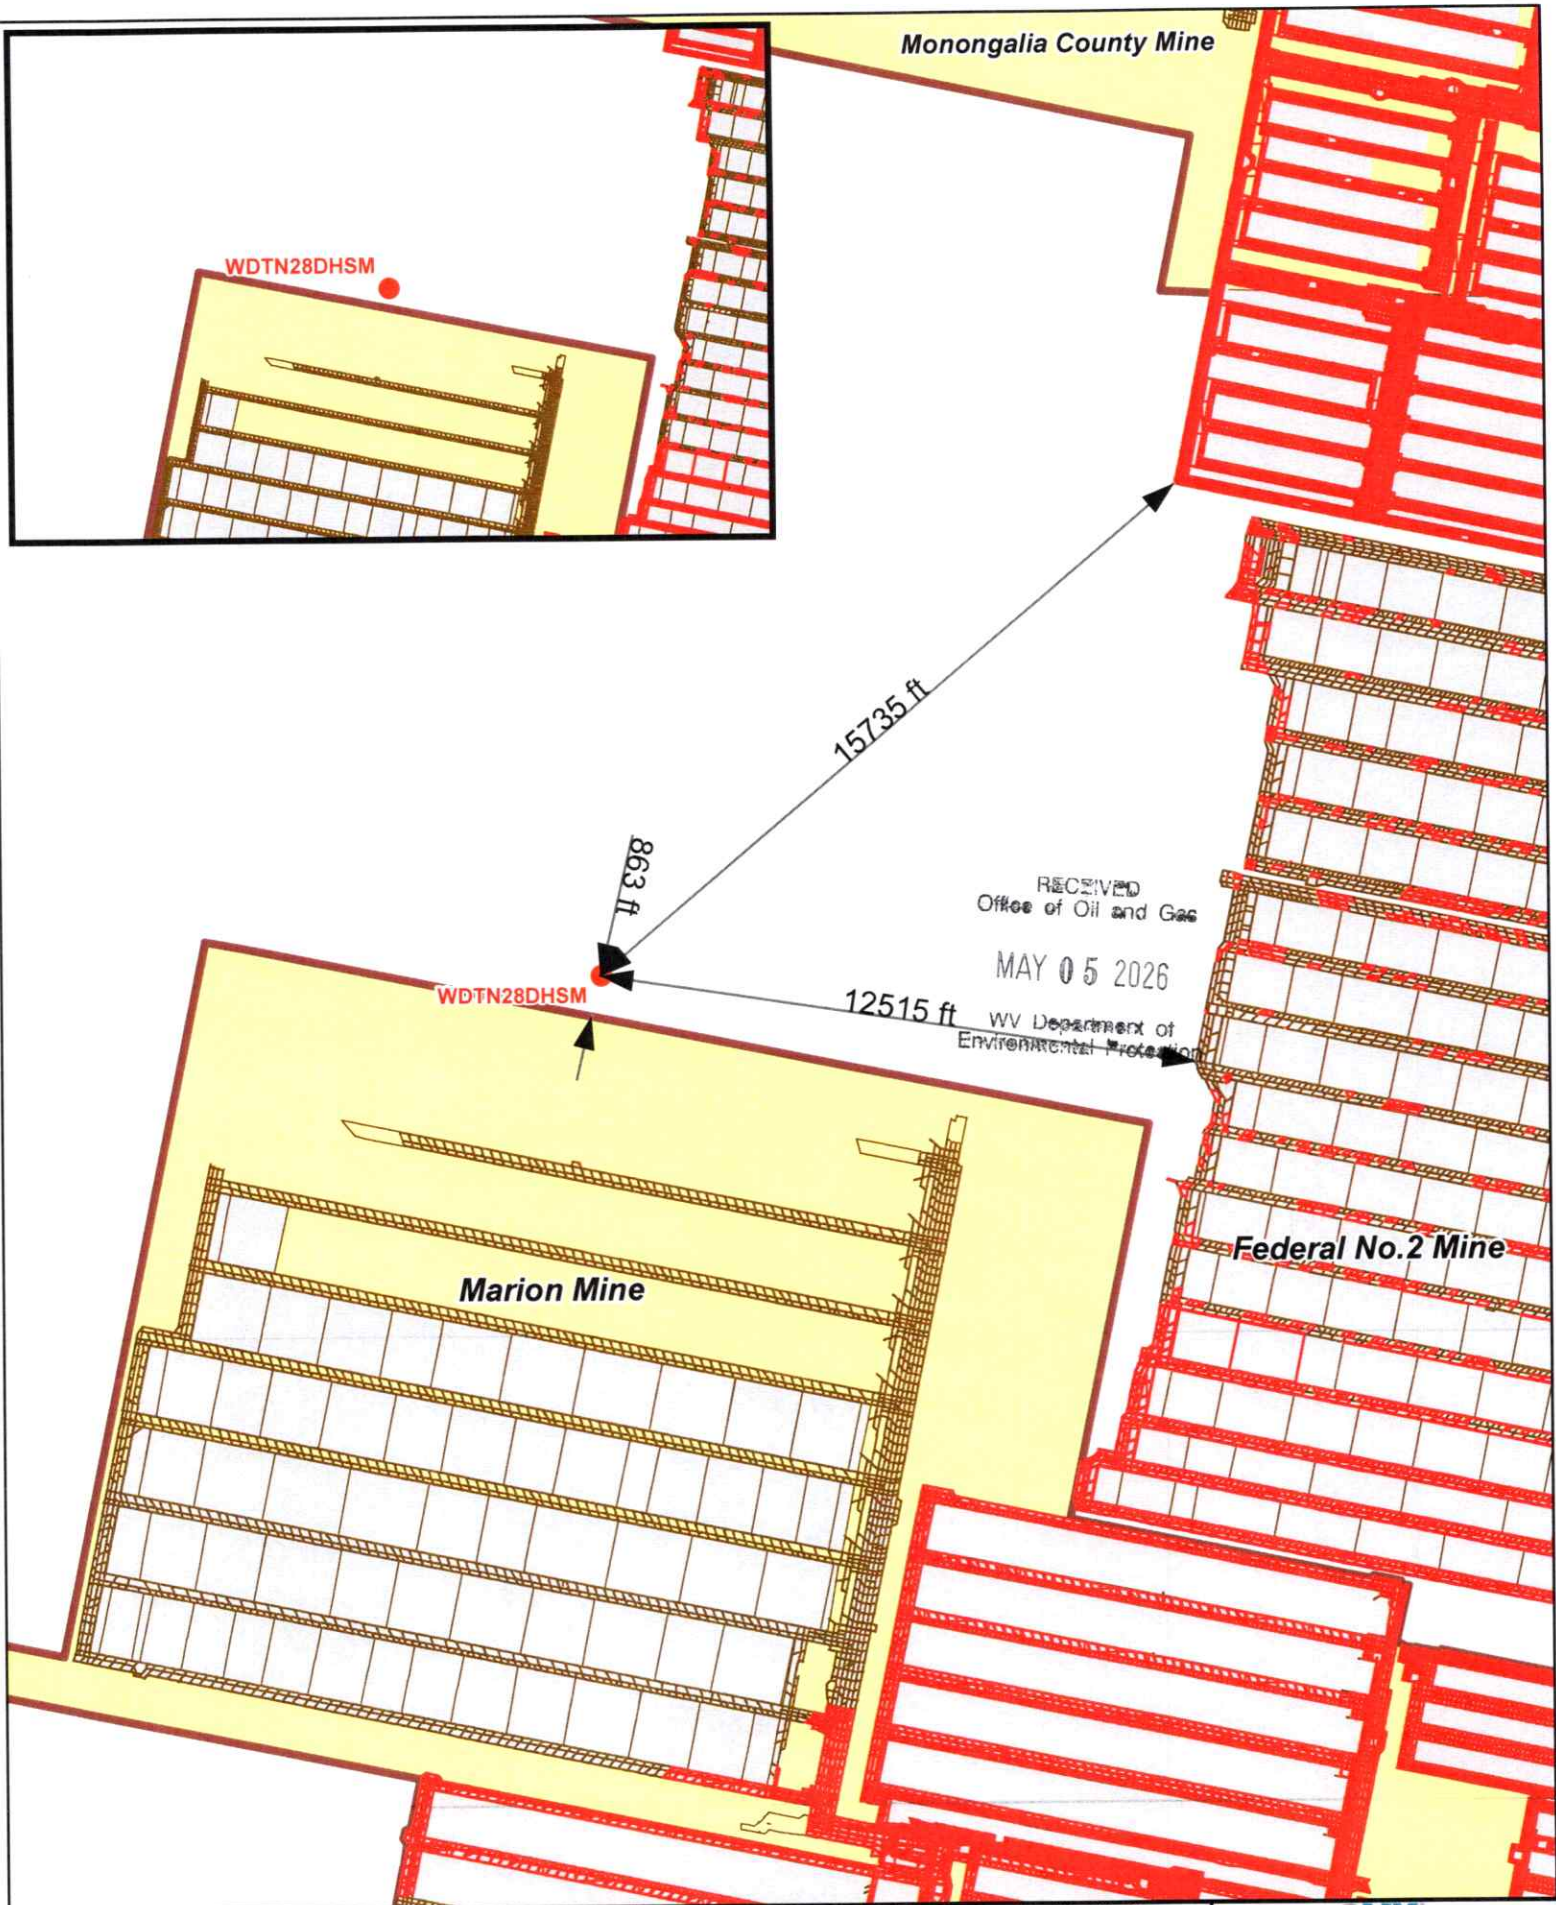 Monongalia County Mine
WDTN28DHSM
15735 ft
863 ft
RECEIVED
Office of Oil and Gas
MAY 05 2026
WDTN28DHSM
12515 ft
WV Department of
Environmental Protection
Federal No.2 Mine
Marion Mine